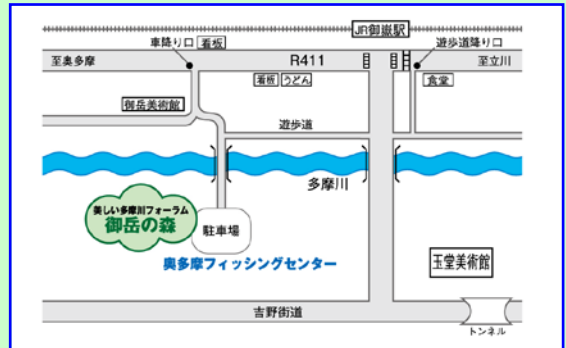 JR御嶽駅
車降り口
看板
遊歩道降り口
至奥多摩
R411
至立川
看板
うどん
食堂
御岳美術館
遊歩道
多摩川
美しい多摩川フォーラム
御岳の森
駐車場
奥多摩フィッシングセンター
玉堂美術館
吉野街道
トンネル